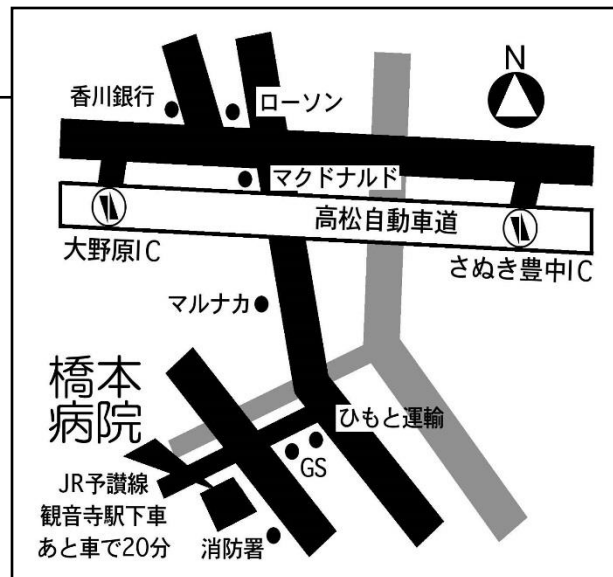 N
香川銀行
ローソン
マクドナルド
高松自動車道
大野原IC
さぬき豊中IC
マルナカ
橋本
病院
ひもと運輸
GS
JR予讃線
観音寺駅下車
あと車で20分
消防署